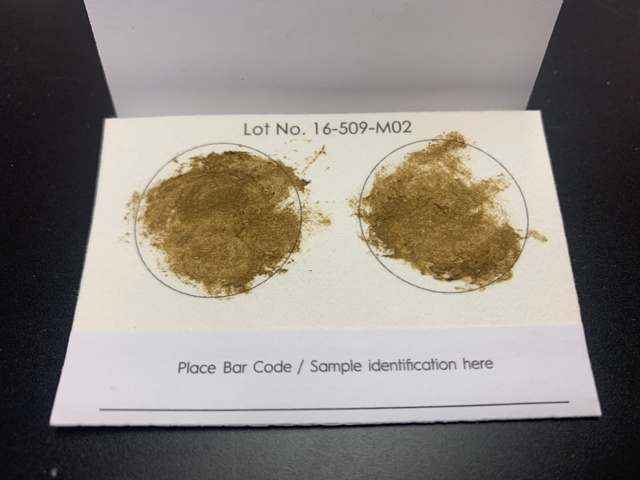 Lot No. 16-509-M02
Place Bar Code / Sample identification here